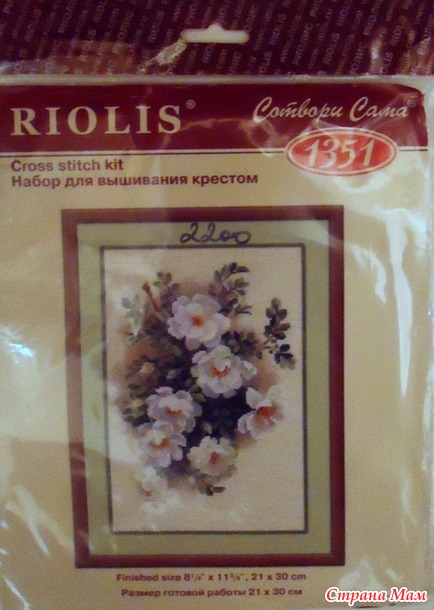 RIOLIS®
Сотвори Сама
1351
Cross stitch kit
Набор для вышивания крестом
2200
Finished size 8¼" x 11¾", 21 x 30 cm
Размер готовой работы 21 x 30 см
Страна Мам